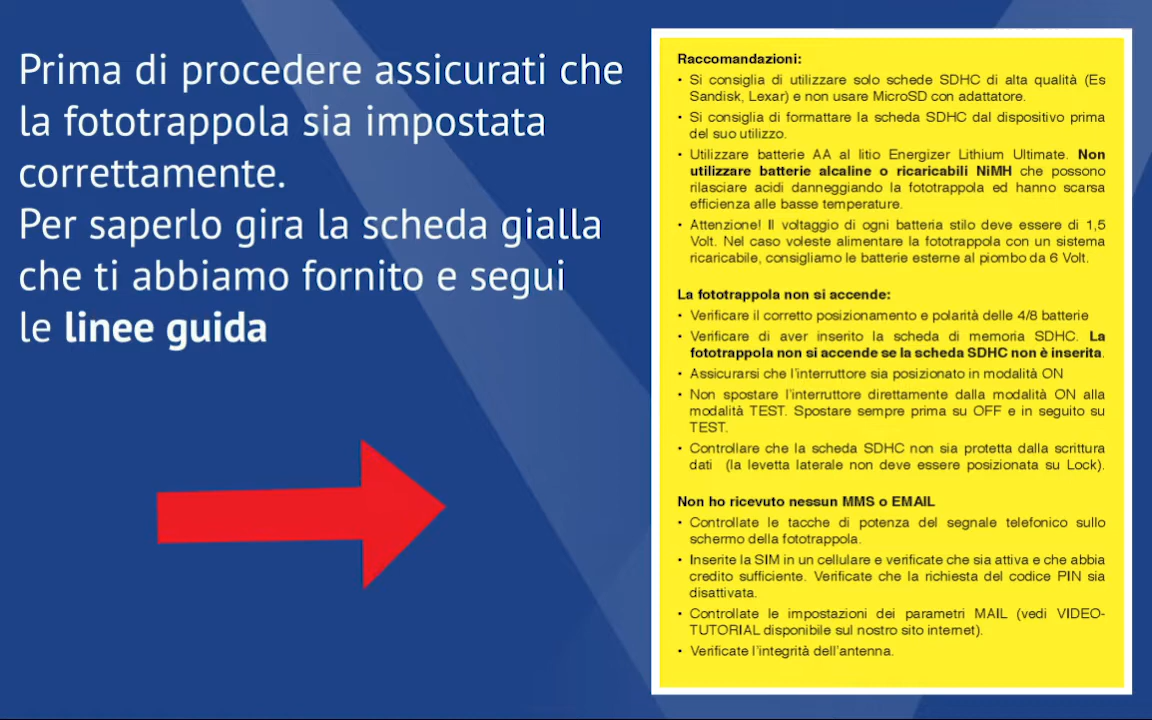 Prima di procedere assicurati che
la fototrappola sia impostata
correttamente.
Per saperlo gira la scheda gialla
che ti abbiamo fornito e segui
le linee guida
Raccomandazioni:
• Si consiglia di utilizzare solo schede SDHC di alta qualità (Es
Sandisk, Lexar) e non usare MicroSD con adattatore.
• Si consiglia di formattare la scheda SDHC dal dispositivo prima
del suo utilizzo.
• Utilizzare batterie AA al litio Energizer Lithium Ultimate. Non
utilizzare batterie alcaline o ricaricabili NiMH che possono
rilasciare acidi danneggiando la fototrappola ed hanno scarsa
efficienza alle basse temperature.
• Attenzione! Il voltaggio di ogni batteria stilo deve essere di 1,5
Volt. Nel caso voleste alimentare la fototrappola con un sistema
ricaricabile, consigliamo le batterie esterne al piombo da 6 Volt.
La fototrappola non si accende:
• Verificare il corretto posizionamento e polarità delle 4/8 batterie
• Verificare di aver inserito la scheda di memoria SDHC. La
fototrappola non si accende se la scheda SDHC non è inserita.
• Assicurarsi che l'interruttore sia posizionato in modalità ON
• Non spostare l'interruttore direttamente dalla modalità ON alla
modalità TEST. Spostare sempre prima su OFF e in seguito su
TEST.
• Controllare che la scheda SDHC non sia protetta dalla scrittura
dati (la levetta laterale non deve essere posizionata su Lock).
Non ho ricevuto nessun MMS o EMAIL
• Controllate le tacche di potenza del segnale telefonico sullo
schermo della fototrappola.
• Inserite la SIM in un cellulare e verificate che sia attiva e che abbia
credito sufficiente. Verificate che la richiesta del codice PIN sia
disattivata.
• Controllate le impostazioni dei parametri MAIL (vedi VIDEO-
TUTORIAL disponibile sul nostro sito internet).
• Verificate l'integrità dell'antenna.